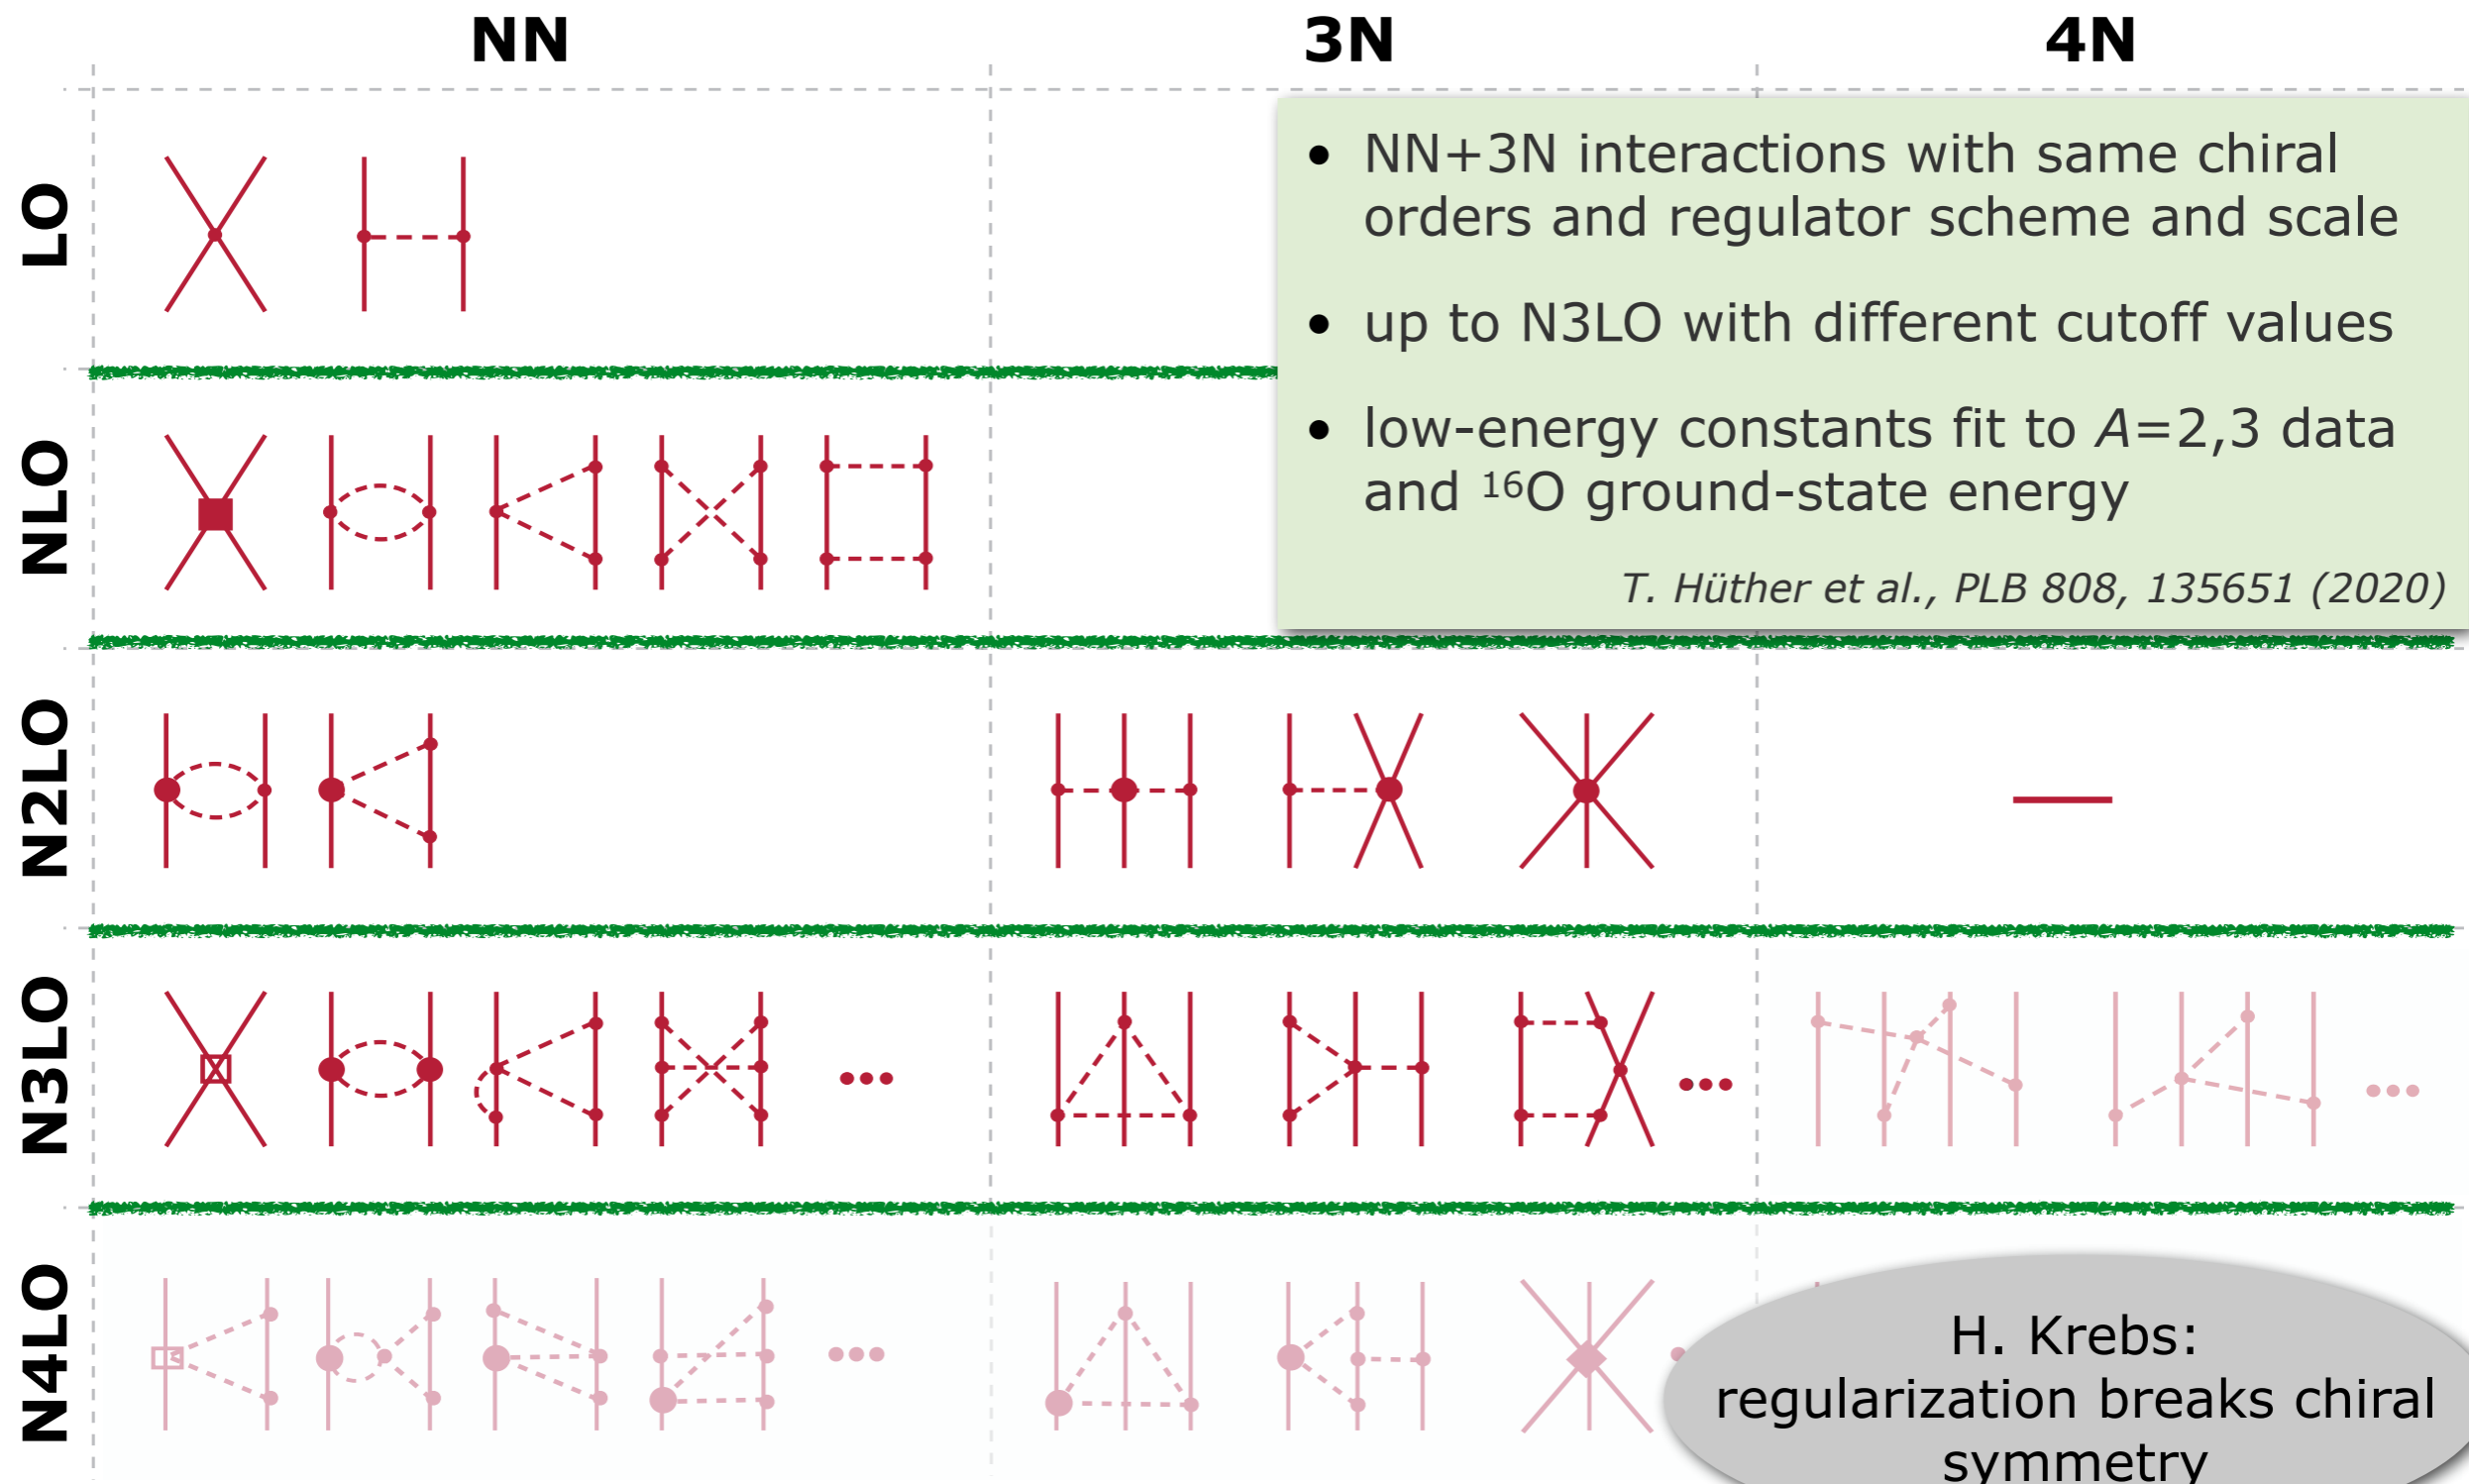 NN 3N 4N
LO
• NN+3N interactions with same chiral
orders and regulator scheme and scale
• up to N3LO with different cutoff values
• low-energy constants fit to A=2,3 data
and ¹⁶O ground-state energy
T. Hüther et al., PLB 808, 135651 (2020)
NLO
N2LO
N3LO
N4LO
H. Krebs:
regularization breaks chiral
symmetry